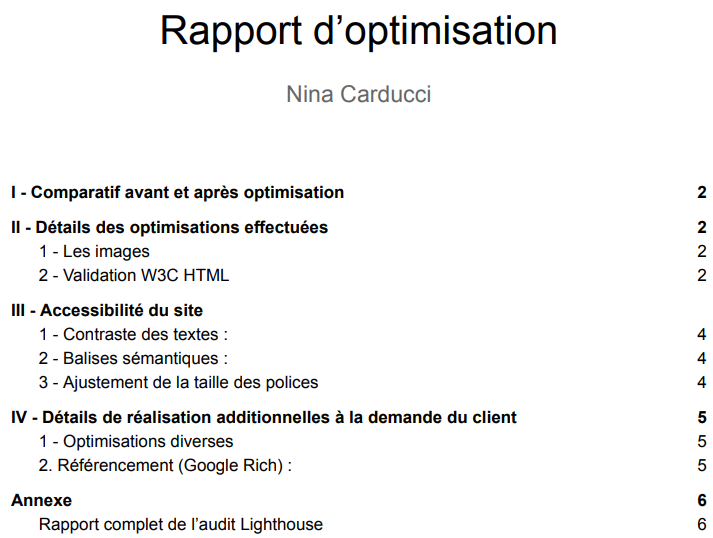 Rapport d’optimisation
Nina Carducci
I - Comparatif avant et après optimisation 2
II - Détails des optimisations effectuées 2
1 - Les images 2
2 - Validation W3C HTML 2
III - Accessibilité du site
1 - Contraste des textes : 4
2 - Balises sémantiques : 4
3 - Ajustement de la taille des polices 4
IV - Détails de réalisation additionnelles à la demande du client 5
1 - Optimisations diverses 5
2. Référencement (Google Rich) : 5
Annexe 6
Rapport complet de l’audit Lighthouse 6